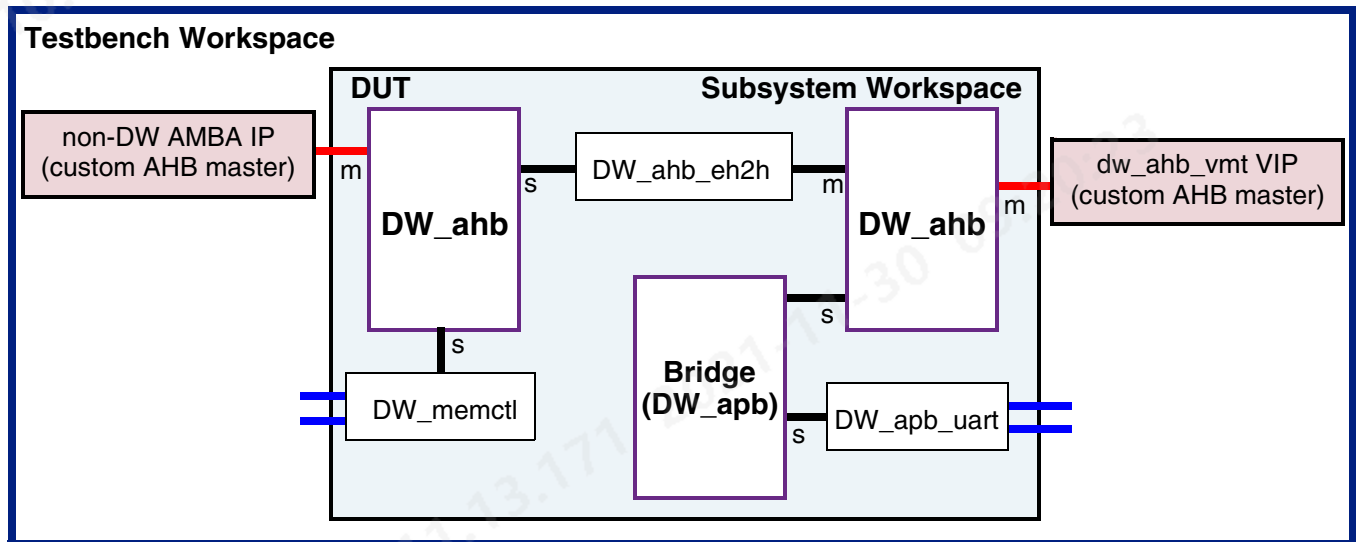 Testbench Workspace
DUT
Subsystem Workspace
non-DW AMBA IP
(custom AHB master)
m
DW_ahb
s
DW_ahb_eh2h
m
DW_ahb
m
dw_ahb_vmt VIP
(custom AHB master)
s
s
Bridge
(DW_apb)
s
DW_memctl
DW_apb_uart